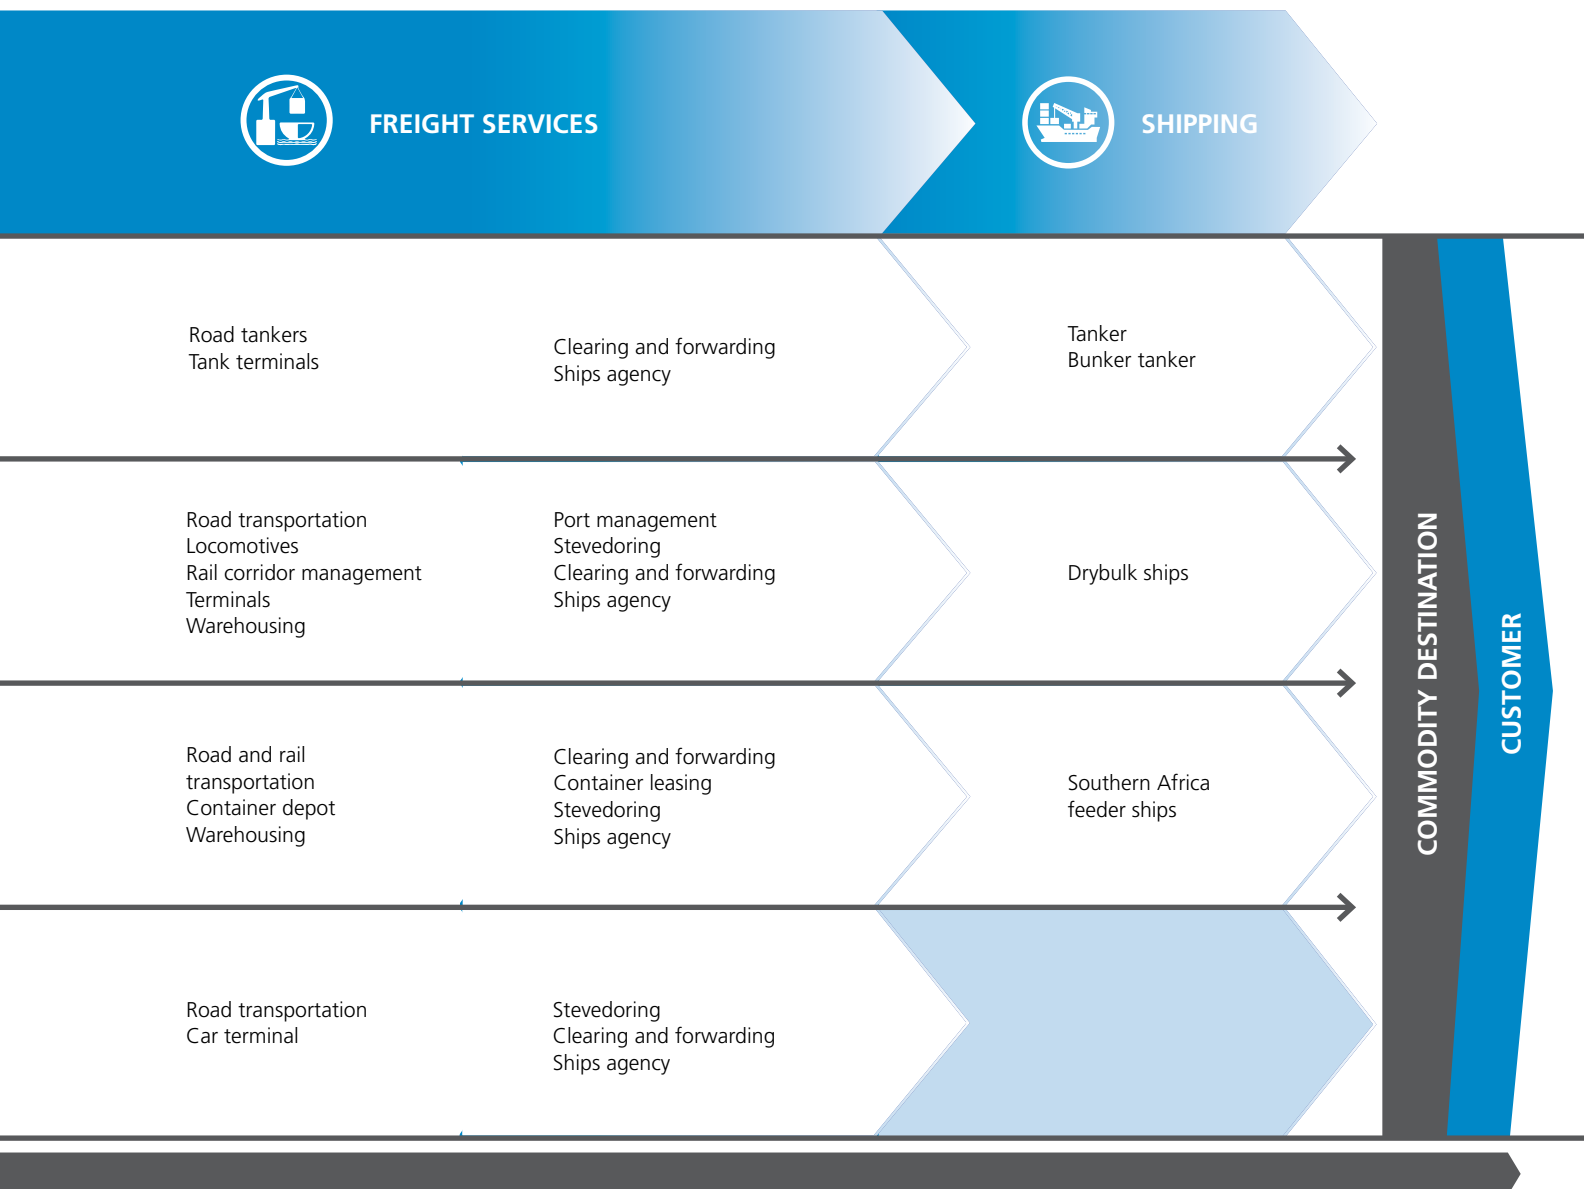 FREIGHT SERVICES
SHIPPING
Road tankers
Tank terminals
Clearing and forwarding
Ships agency
Tanker
Bunker tanker
Road transportation
Locomotives
Rail corridor management
Terminals
Warehousing
Port management
Stevedoring
Clearing and forwarding
Ships agency
Drybulk ships
Road and rail
transportation
Container depot
Warehousing
Clearing and forwarding
Container leasing
Stevedoring
Ships agency
Southern Africa
feeder ships
Road transportation
Car terminal
Stevedoring
Clearing and forwarding
Ships agency
COMMODITY DESTINATION
CUSTOMER